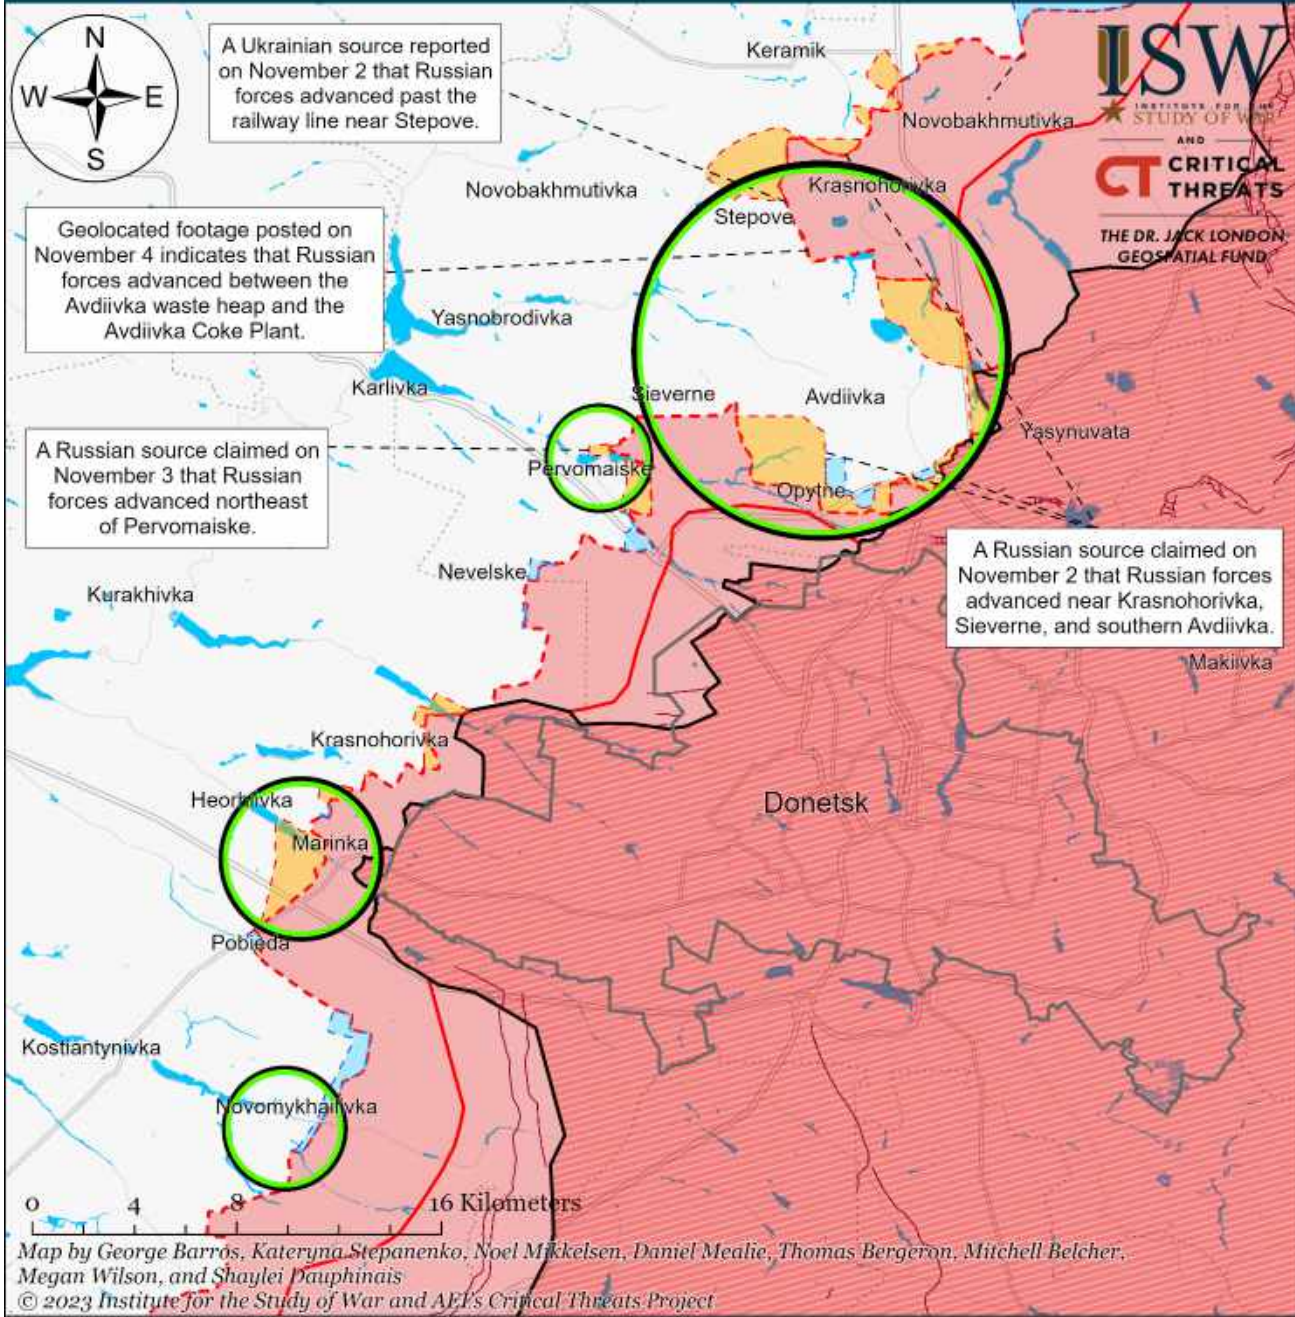 N
W
E
S
A Ukrainian source reported
on November 2 that Russian
forces advanced past the
railway line near Stepove.
Keramik
ISW
INSTITUTE FOR THE
STUDY OF WAR
AND
CT CRITICAL
THREATS
THE DR. JACK LONDON
GEOSPATIAL FUND
Novobakhmutivka
Novobakhmutivka
Krasnohorivka
Stepove
Geolocated footage posted on
November 4 indicates that Russian
forces advanced between the
Avdiivka waste heap and the
Avdiivka Coke Plant.
Yasnobrodivka
Karlivka
Sieverne
Avdiivka
Yasynuvata
A Russian source claimed on
November 3 that Russian
forces advanced northeast
of Pervomaiske.
Pervomaiske
Opytne
Nevelske
A Russian source claimed on
November 2 that Russian forces
advanced near Krasnohorivka,
Sieverne, and southern Avdiivka.
Kurakhivka
Makiivka
Krasnohorivka
Heorhiivka
Donetsk
Marinka
Pobieda
Kostiantynivka
Novomykhailivka
0 4 8 16 Kilometers
Map by George Barros, Kateryna Stepanenko, Noel Mikkelsen, Daniel Mealie, Thomas Bergeron, Mitchell Belcher,
Megan Wilson, and Shaylei Dauphinais
© 2023 Institute for the Study of War and AEI's Critical Threats Project